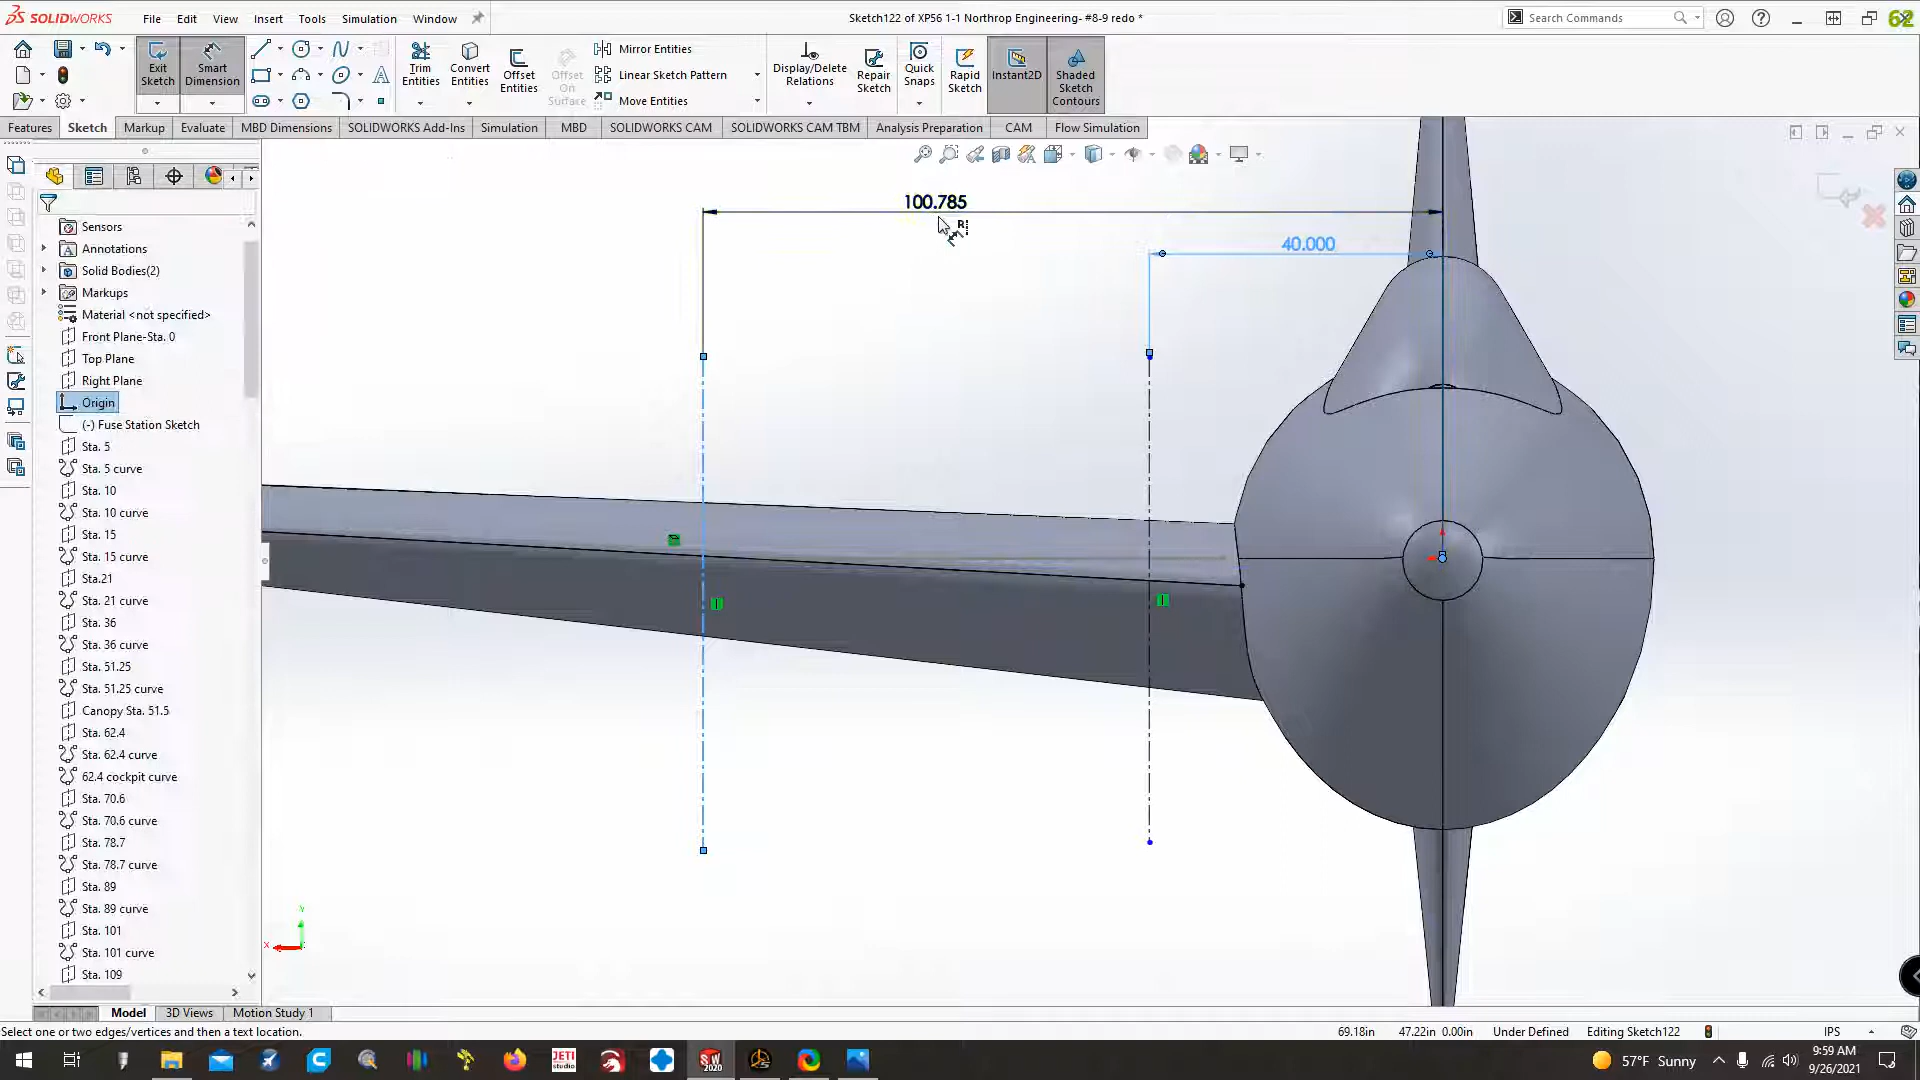 SOLIDWORKS
File
Edit
View
Insert
Tools
Simulation
Window
Sketch122 of XP56 1-1 Northrop Engineering- #8-9 redo *
Search Commands
62
Exit Sketch
Smart Dimension
Trim Entities
Convert Entities
Offset Entities
Offset On Surface
Mirror Entities
Linear Sketch Pattern
Move Entities
Display/Delete Relations
Repair Sketch
Quick Snaps
Rapid Sketch
Instant2D
Shaded Sketch Contours
Features
Sketch
Markup
Evaluate
MBD Dimensions
SOLIDWORKS Add-Ins
Simulation
MBD
SOLIDWORKS CAM
SOLIDWORKS CAM TBM
Analysis Preparation
CAM
Flow Simulation
Sensors
Annotations
Solid Bodies(2)
Markups
Material <not specified>
Front Plane-Sta. 0
Top Plane
Right Plane
Origin
(-) Fuse Station Sketch
Sta. 5
Sta. 5 curve
Sta. 10
Sta. 10 curve
Sta. 15
Sta. 15 curve
Sta.21
Sta. 21 curve
Sta. 36
Sta. 36 curve
Sta. 51.25
Sta. 51.25 curve
Canopy Sta. 51.5
Sta. 62.4
Sta. 62.4 curve
62.4 cockpit curve
Sta. 70.6
Sta. 70.6 curve
Sta. 78.7
Sta. 78.7 curve
Sta. 89
Sta. 89 curve
Sta. 101
Sta. 101 curve
Sta. 109
100.785
40.000
Y
X
Model
3D Views
Motion Study 1
Select one or two edges/vertices and then a text location.
69.18in
47.22in 0.00in
Under Defined
Editing Sketch122
IPS
JETI studio
SW 2020
57°F Sunny
9:59 AM
9/26/2021